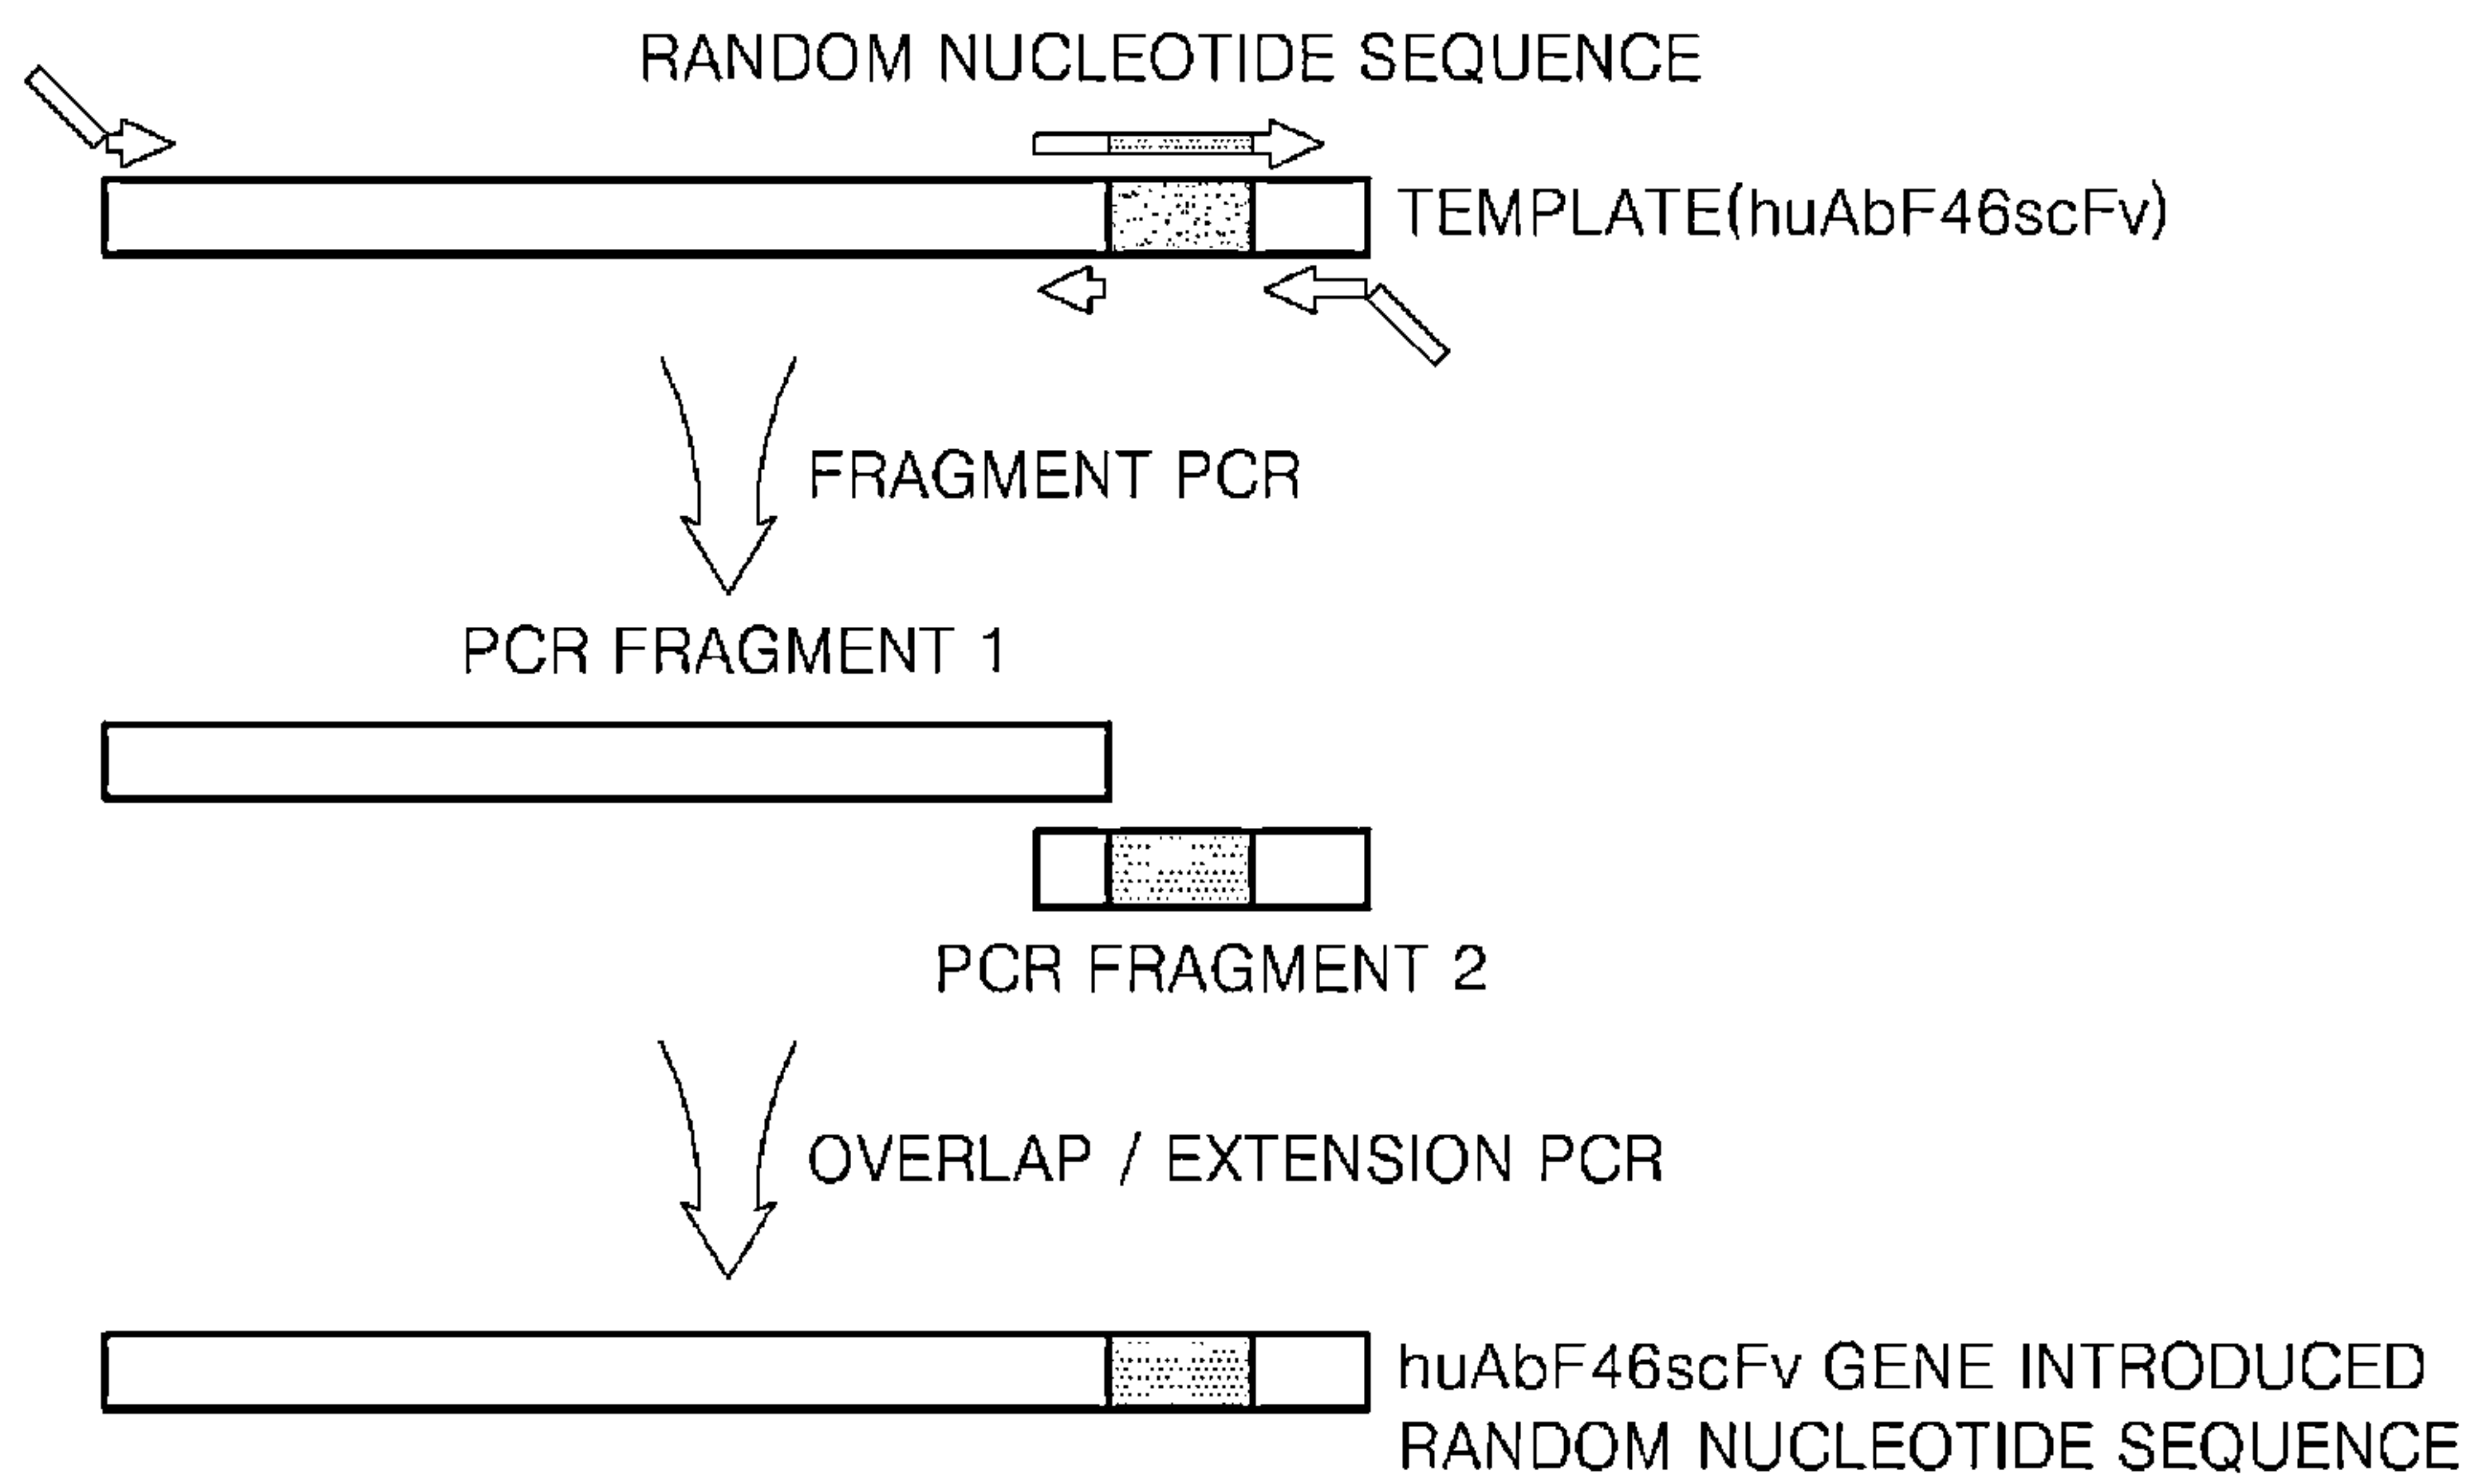 RANDOM NUCLEOTIDE SEQUENCE
TEMPLATE(huAbF46scFv)
FRAGMENT PCR
PCR FRAGMENT 1
PCR FRAGMENT 2
OVERLAP / EXTENSION PCR
huAbF46scFv GENE INTRODUCED
RANDOM NUCLEOTIDE SEQUENCE